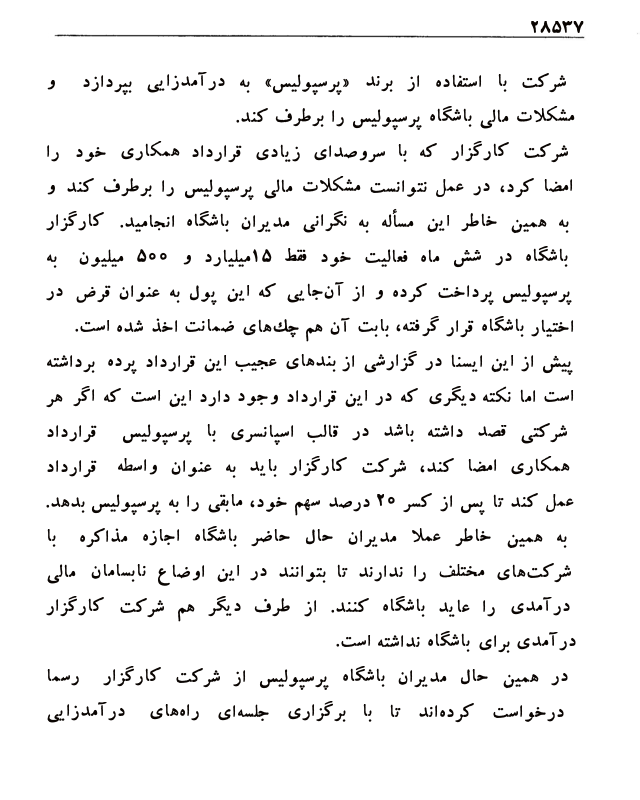 ۲۸۵۳۷
شرکت با استفاده از برند «پرسپولیس» به درآمدزایی بپردازد و
مشکلات مالی باشگاه پرسپولیس را برطرف کند.
شرکت کارگزار که با سروصدای زیادی قرارداد همکاری خود را
امضا کرد، در عمل نتوانست مشکلات مالی پرسپولیس را برطرف کند و
به همین خاطر این مسأله به نگرانی مدیران باشگاه انجامید. کارگزار
باشگاه در شش ماه فعالیت خود فقط ۱۵میلیارد و ۵۰۰ میلیون به
پرسپولیس پرداخت کرده و از آن‌جایی که این پول به عنوان قرض در
اختیار باشگاه قرار گرفته، بابت آن هم چك‌های ضمانت اخذ شده است.
پیش از این ایسنا در گزارشی از بندهای عجیب این قرارداد پرده برداشته
است اما نکته دیگری که در این قرارداد وجود دارد این است که اگر هر
شرکتی قصد داشته باشد در قالب اسپانسری با پرسپولیس قرارداد
همکاری امضا کند، شرکت کارگزار باید به عنوان واسطه قرارداد
عمل کند تا پس از کسر ۲۰ درصد سهم خود، مابقی را به پرسپولیس بدهد.
به همین خاطر عملا مدیران حال حاضر باشگاه اجازه مذاکره با
شرکت‌های مختلف را ندارند تا بتوانند در این اوضاع نابسامان مالی
درآمدی را عاید باشگاه کنند. از طرف دیگر هم شرکت کارگزار
درآمدی برای باشگاه نداشته است.
در همین حال مدیران باشگاه پرسپولیس از شرکت کارگزار رسما
درخواست کرده‌اند تا با برگزاری جلسه‌ای راه‌های درآمدزایی